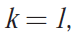 k = 1,